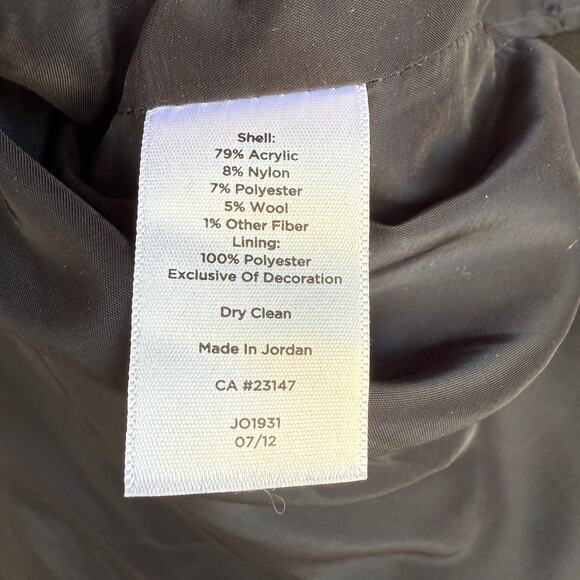 Shell:
79% Acrylic
8% Nylon
7% Polyester
5% Wool
1% Other Fiber
Lining:
100% Polyester
Exclusive Of Decoration
Dry Clean
Made In Jordan
CA #23147
JO1931
07/12